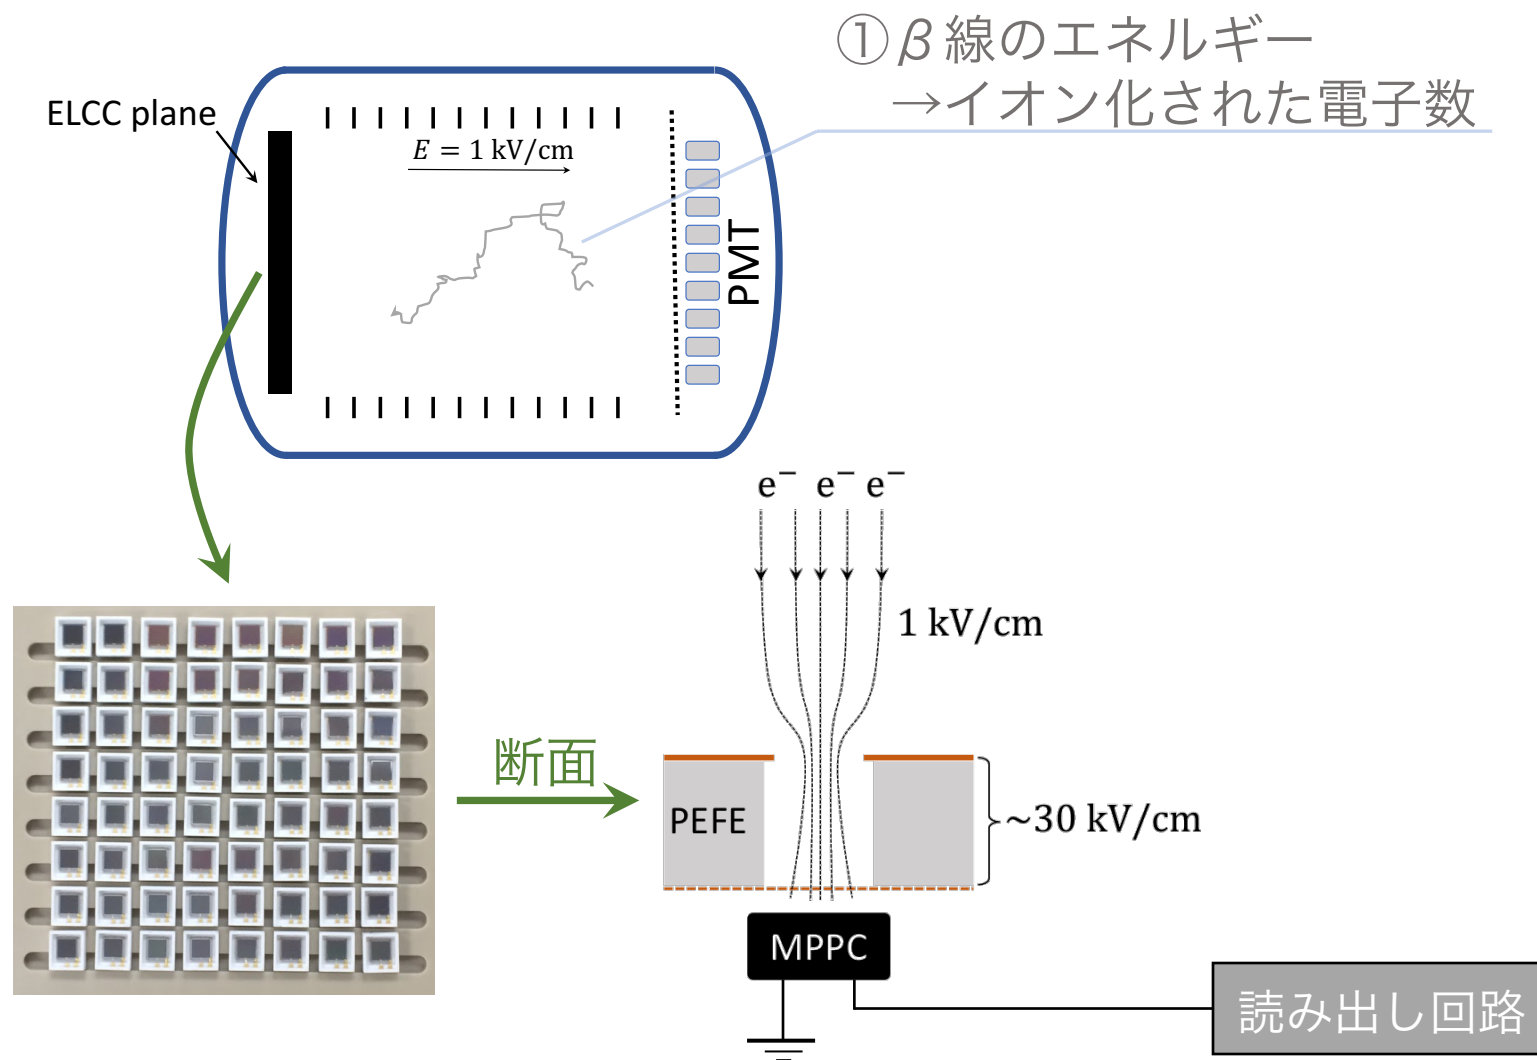 ①β線のエネルギー
→イオン化された電子数
ELCC plane
E = 1 kV/cm
PMT
e⁻ e⁻ e⁻
1 kV/cm
断面
PEFE
~30 kV/cm
MPPC
読み出し回路